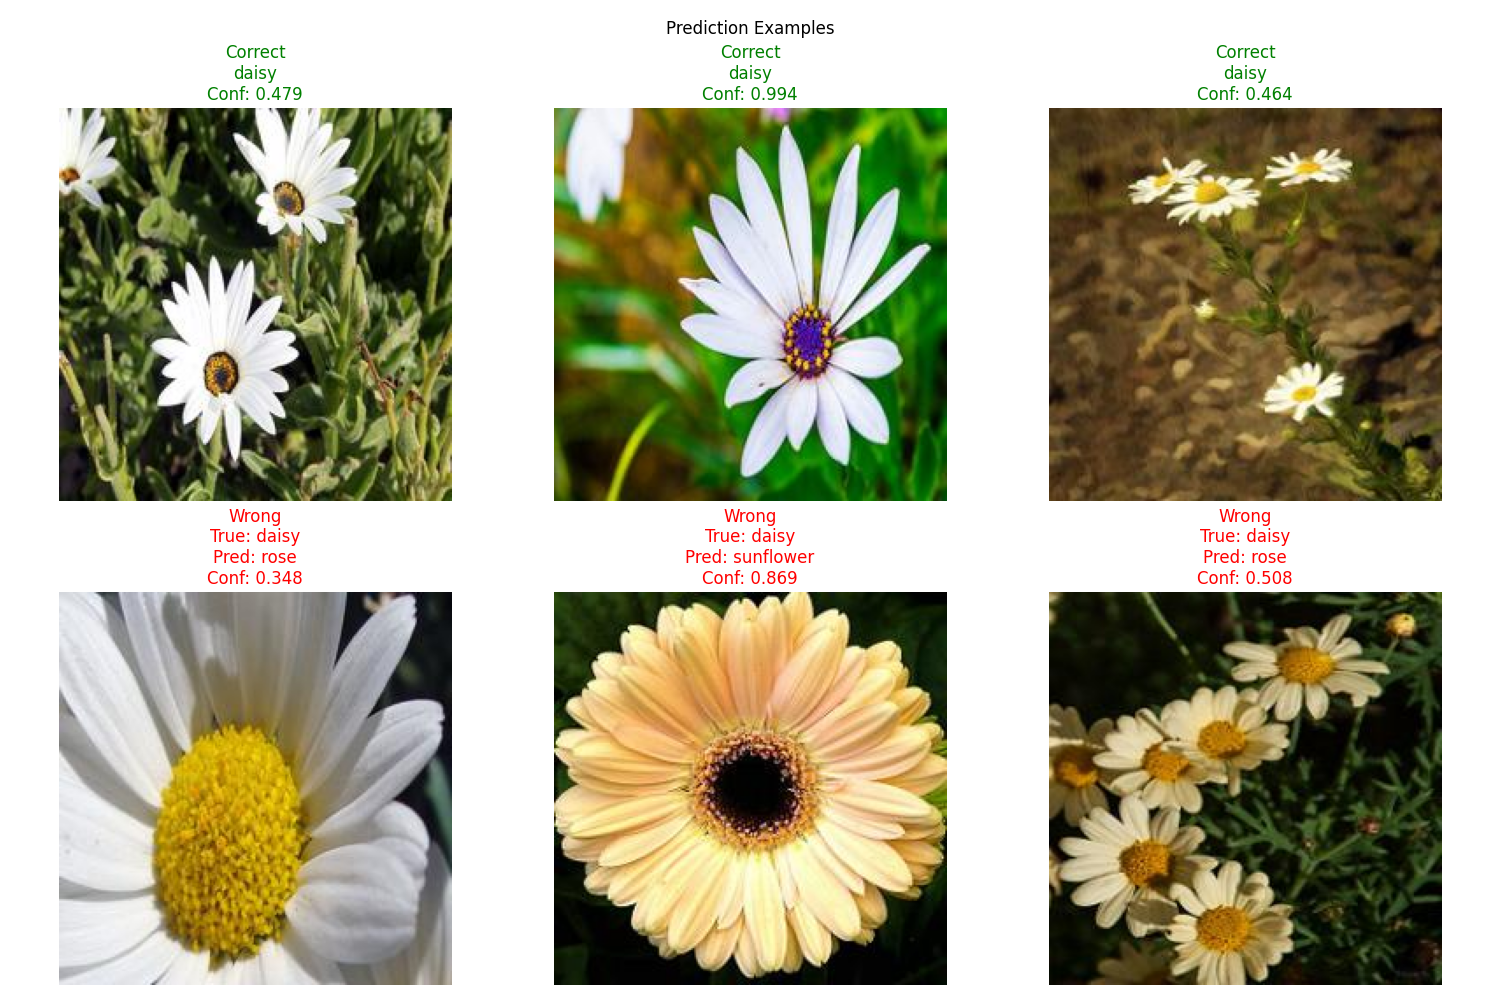 Prediction Examples
Correct
daisy
Conf: 0.479
Correct
daisy
Conf: 0.994
Correct
daisy
Conf: 0.464
Wrong
True: daisy
Pred: rose
Conf: 0.348
Wrong
True: daisy
Pred: sunflower
Conf: 0.869
Wrong
True: daisy
Pred: rose
Conf: 0.508